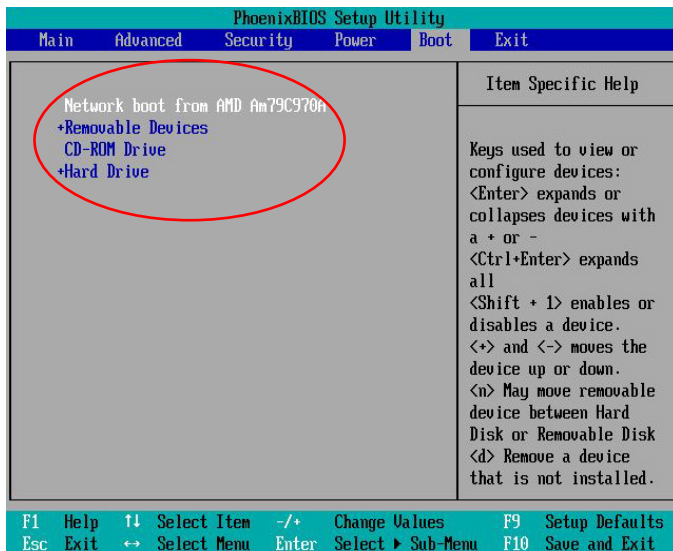 PhoenixBIOS Setup Utility
Main Advanced Security Power Boot Exit
Network boot from AMD Am79C970A
+Removable Devices
CD-ROM Drive
+Hard Drive
Item Specific Help
Keys used to view or
configure devices:
<Enter> expands or
collapses devices with
a + or -
<Ctrl+Enter> expands
all
<Shift + 1> enables or
disables a device.
<+> and <-> moves the
device up or down.
<n> May move removable
device between Hard
Disk or Removable Disk
<d> Remove a device
that is not installed.
F1 Help ↑↓ Select Item -/+ Change Values F9 Setup Defaults
Esc Exit ↔ Select Menu Enter Select ▶ Sub-Menu F10 Save and Exit